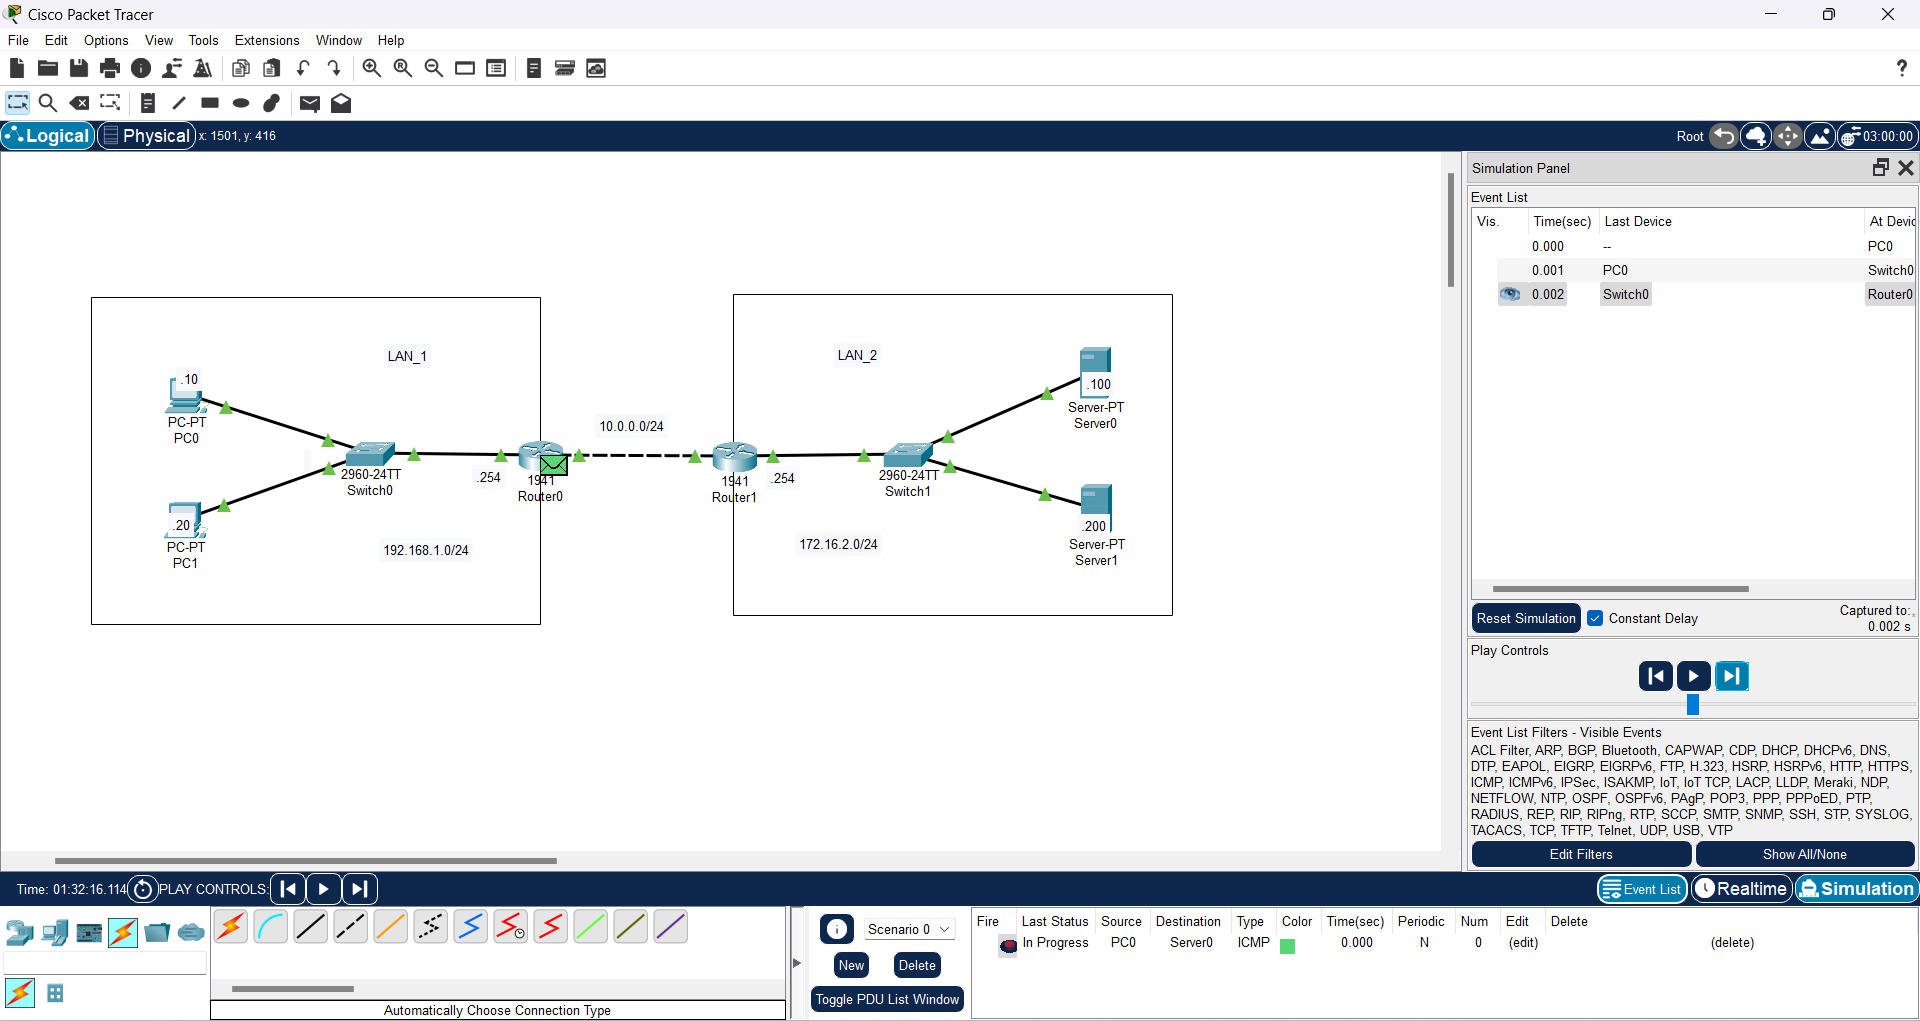 Cisco Packet Tracer
File Edit Options View Tools Extensions Window Help
Logical Physical x: 1501, y: 416 Root 03:00:00
Simulation Panel
Event List
Vis. Time(sec) Last Device At Devic
0.000 -- PC0
0.001 PC0 Switch0
0.002 Switch0 Router0
LAN_1
.10
PC-PT
PC0
2960-24TT
Switch0
.254
1941
Router0
.20
PC-PT
PC1
192.168.1.0/24
10.0.0.0/24
LAN_2
.100
Server-PT
Server0
1941
Router1
.254
2960-24TT
Switch1
.200
Server-PT
Server1
172.16.2.0/24
Reset Simulation Constant Delay Captured to:
0.002 s
Play Controls
Event List Filters - Visible Events
ACL Filter, ARP, BGP, Bluetooth, CAPWAP, CDP, DHCP, DHCPv6, DNS,
DTP, EAPOL, EIGRP, EIGRPv6, FTP, H.323, HSRP, HSRPv6, HTTP, HTTPS,
ICMP, ICMPv6, IPSec, ISAKMP, IoT, IoT TCP, LACP, LLDP, Meraki, NDP,
NETFLOW, NTP, OSPF, OSPFv6, PAgP, POP3, PPP, PPPoED, PTP,
RADIUS, REP, RIP, RIPng, RTP, SCCP, SMTP, SNMP, SSH, STP, SYSLOG,
TACACS, TCP, TFTP, Telnet, UDP, USB, VTP
Edit Filters Show All/None
Time: 01:32:16.114 PLAY CONTROLS: Event List Realtime Simulation
Scenario 0
New Delete
Toggle PDU List Window
Fire Last Status Source Destination Type Color Time(sec) Periodic Num Edit Delete
In Progress PC0 Server0 ICMP 0.000 N 0 (edit) (delete)
Automatically Choose Connection Type